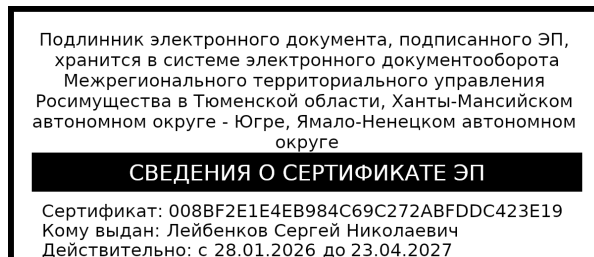 Подлинник электронного документа, подписанного ЭП,
хранится в системе электронного документооборота
Межрегионального территориального управления
Росимущества в Тюменской области, Ханты-Мансийском
автономном округе - Югре, Ямало-Ненецком автономном
округе
СВЕДЕНИЯ О СЕРТИФИКАТЕ ЭП
Сертификат: 008BF2E1E4EB984C69C272ABFDDC423E19
Кому выдан: Лейбенков Сергей Николаевич
Действительно: с 28.01.2026 до 23.04.2027